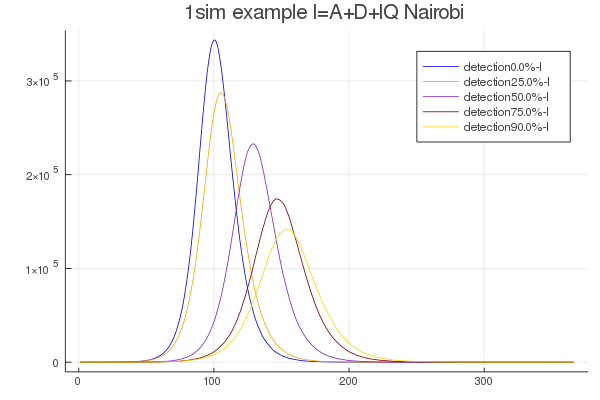 1sim example I=A+D+IQ Nairobi
detection0.0%-I
detection25.0%-I
detection50.0%-I
detection75.0%-I
detection90.0%-I
3×10 5
2×10 5
1×10 5
0
0 100 200 300